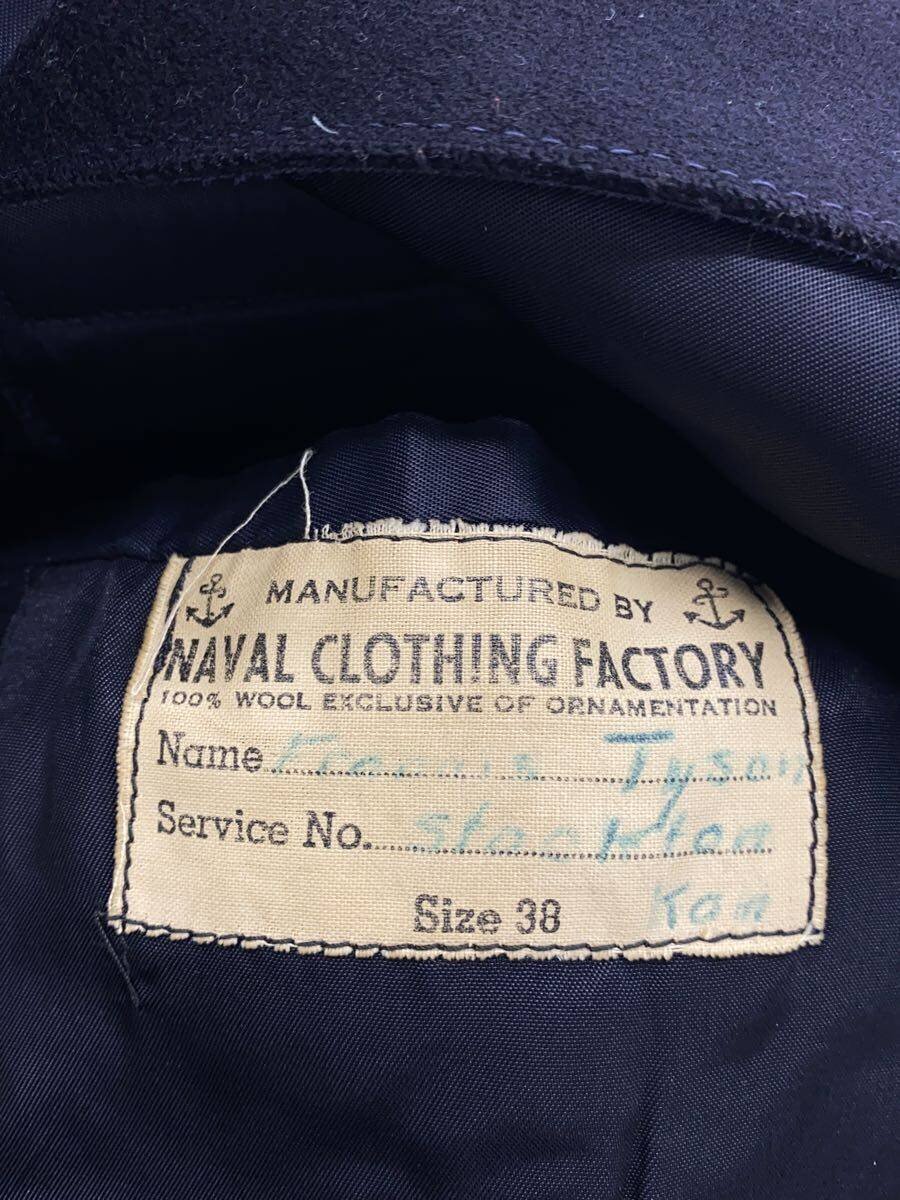 MANUFACTURED BY
NAVAL CLOTHING FACTORY
100% WOOL EXCLUSIVE OF ORNAMENTATION
Name Tyson
Service No. Stockton
Size 38 Kan